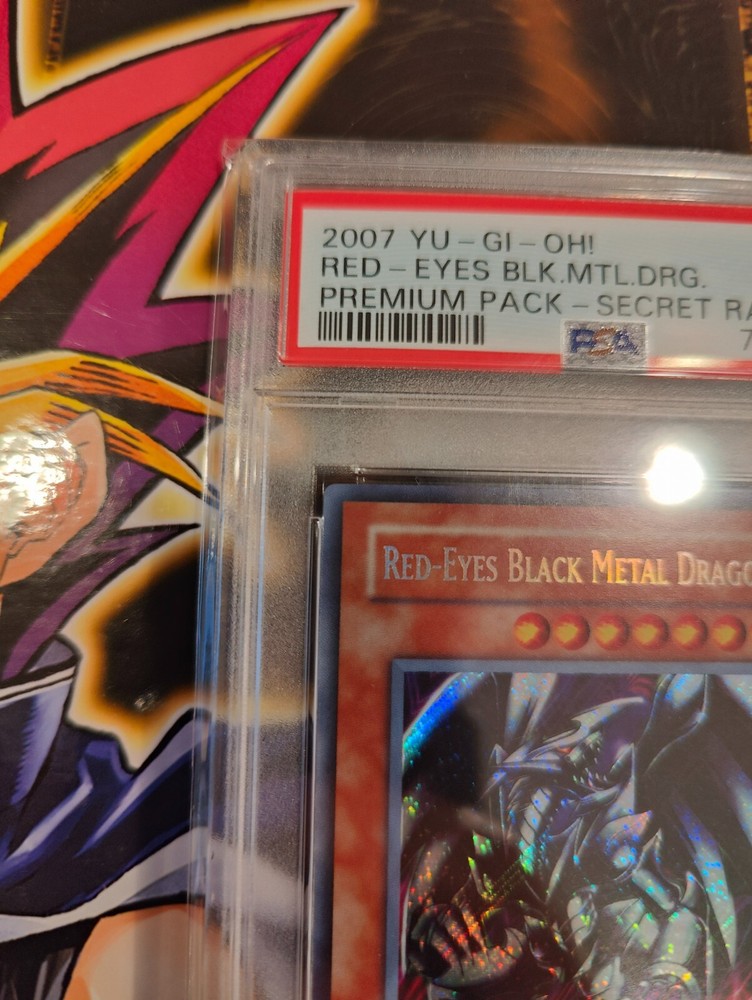 2007 YU-GI-OH!
RED-EYES BLK.MTL.DRG.
PREMIUM PACK-SECRET RA
PSA
7
RED-EYES BLACK METAL DRAGO